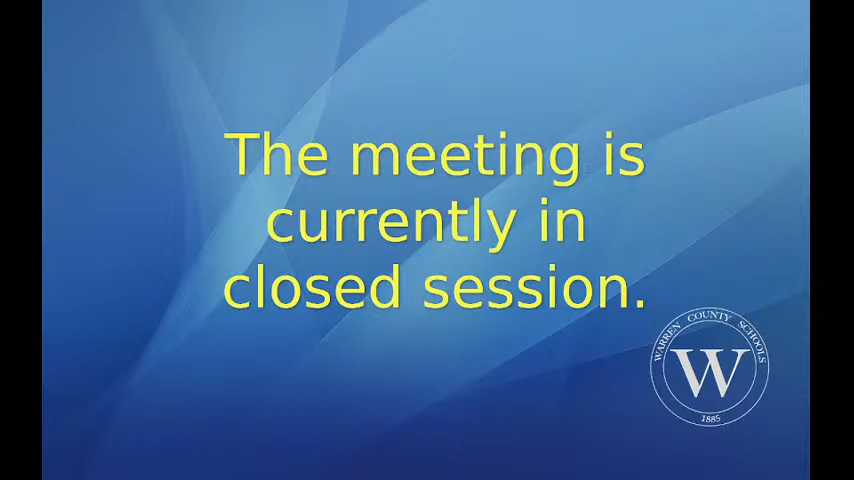 The meeting is
currently in
closed session.
WARREN COUNTY SCHOOLS
W
1885